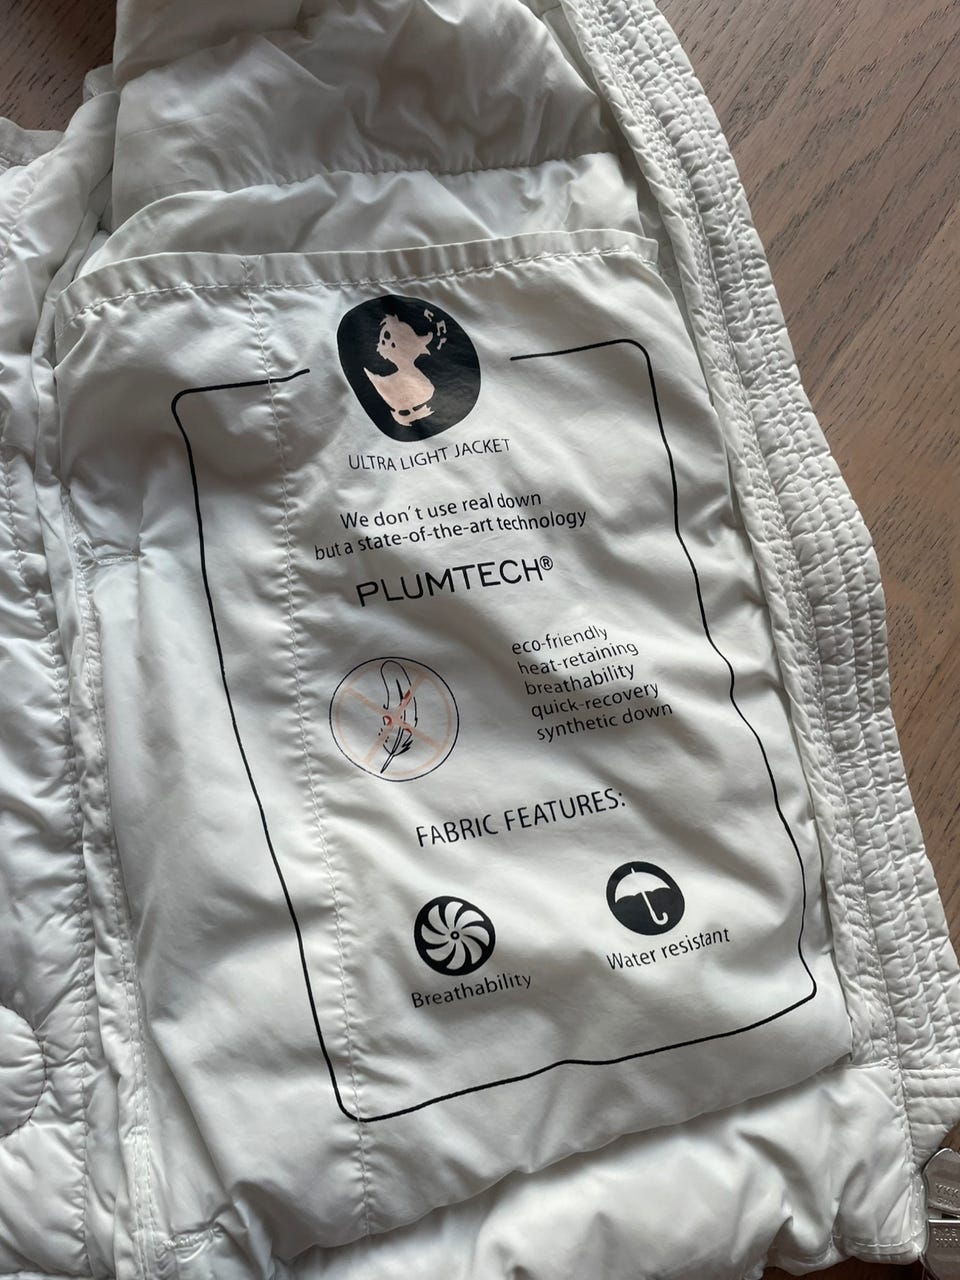 ULTRA LIGHT JACKET
We don't use real down
but a state-of-the-art technology
PLUMTECH®
eco-friendly
heat-retaining
breathability
quick-recovery
synthetic down
FABRIC FEATURES:
Breathability
Water resistant
YKK